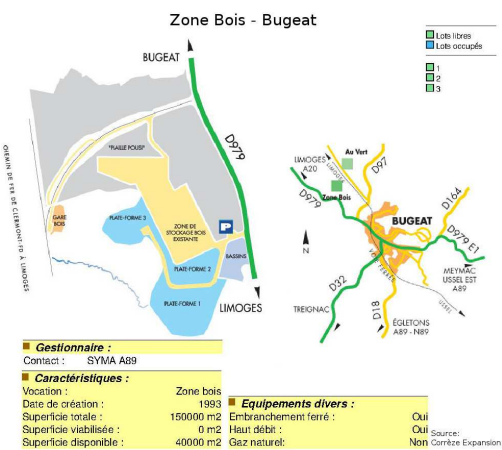 Zone Bois - Bugeat
Lots libres
Lots occupés
1
2
3
BUGEAT
D979
"PAILLE FOUS"
CHEMIN DE FER DE CLERMONT-FD À LIMOGES
GARE
BOIS
PLATE-FORME 3
ZONE DE
STOCKAGE BOIS
EXISTANTE
P
PLATE-FORME 2
BASSINS
PLATE-FORME 1
LIMOGES
Au Vert
LIMOGES
A20
LIMOGES
D97
Zone Bois
D979
D164
BUGEAT
D979 E1
N
VOIE FERRÉE
MEYMAC
USSEL EST
A89
D32
TREIGNAC
D18
USSEL
ÉGLETONS
A89 - N89
Gestionnaire :
Contact : SYMA A89
Caractéristiques :
Vocation : Zone bois
Date de création : 1993
Superficie totale : 150000 m2
Superficie viabilisée : 0 m2
Superficie disponible : 40000 m2
Equipements divers :
Embranchement ferré : Oui
Haut débit : Oui
Gaz naturel: Non
Source:
Corrèze Expansion